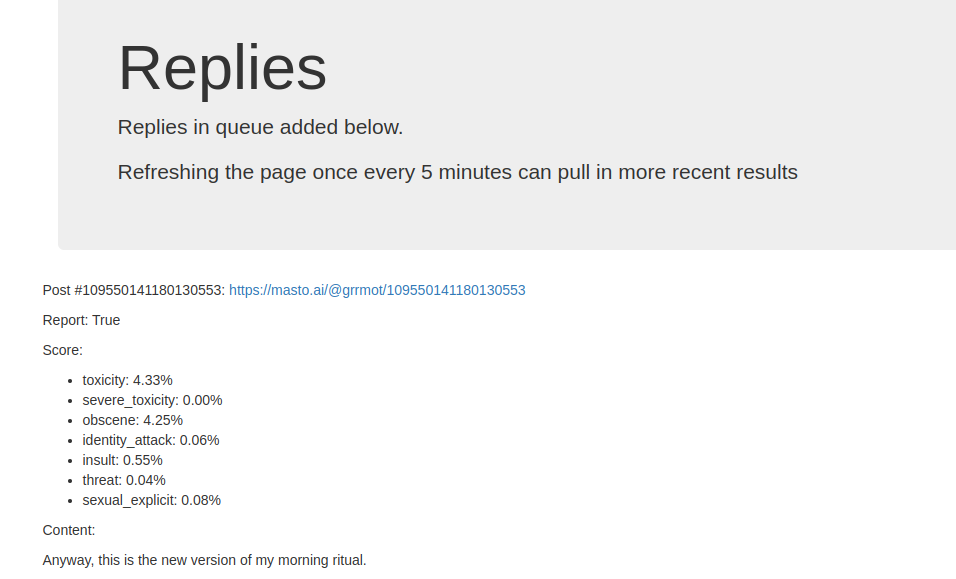 Replies
Replies in queue added below.
Refreshing the page once every 5 minutes can pull in more recent results
Post #109550141180130553: https://masto.ai/@grrmot/109550141180130553
Report: True
Score:
toxicity: 4.33%
severe_toxicity: 0.00%
obscene: 4.25%
identity_attack: 0.06%
insult: 0.55%
threat: 0.04%
sexual_explicit: 0.08%
Content:
Anyway, this is the new version of my morning ritual.